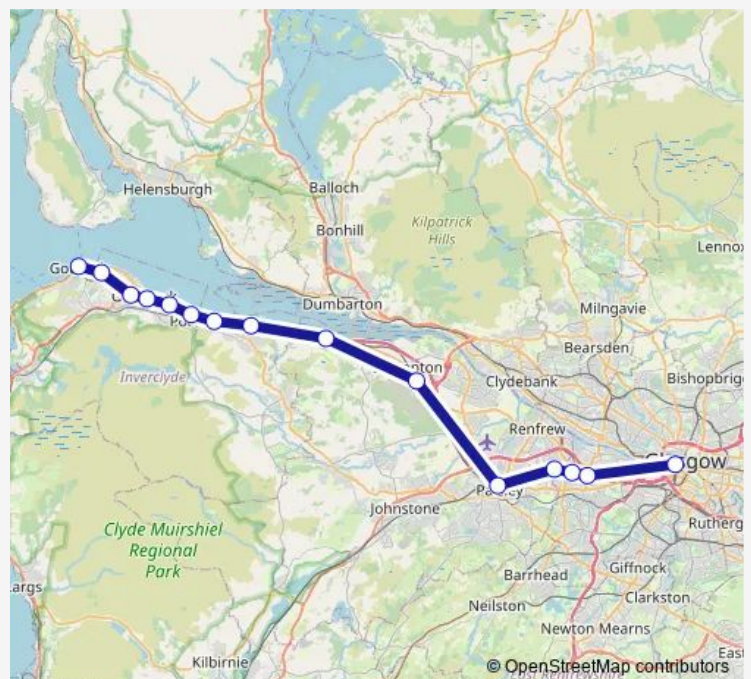 Helensburgh
Balloch
Bonhill
Kilpatrick
Hills
Lennox
Go
Dumbarton
Milngavie
Bearsden
Bishopbrig
Inverclyde
Clydebank
Renfrew
Johnstone
Rutherg
Clyde Muirshiel
Regional
Park
Barrhead
Giffnock
Clarkston
Neilston
Newton Mearns
Kilbirnie
© OpenStreetMap contributors